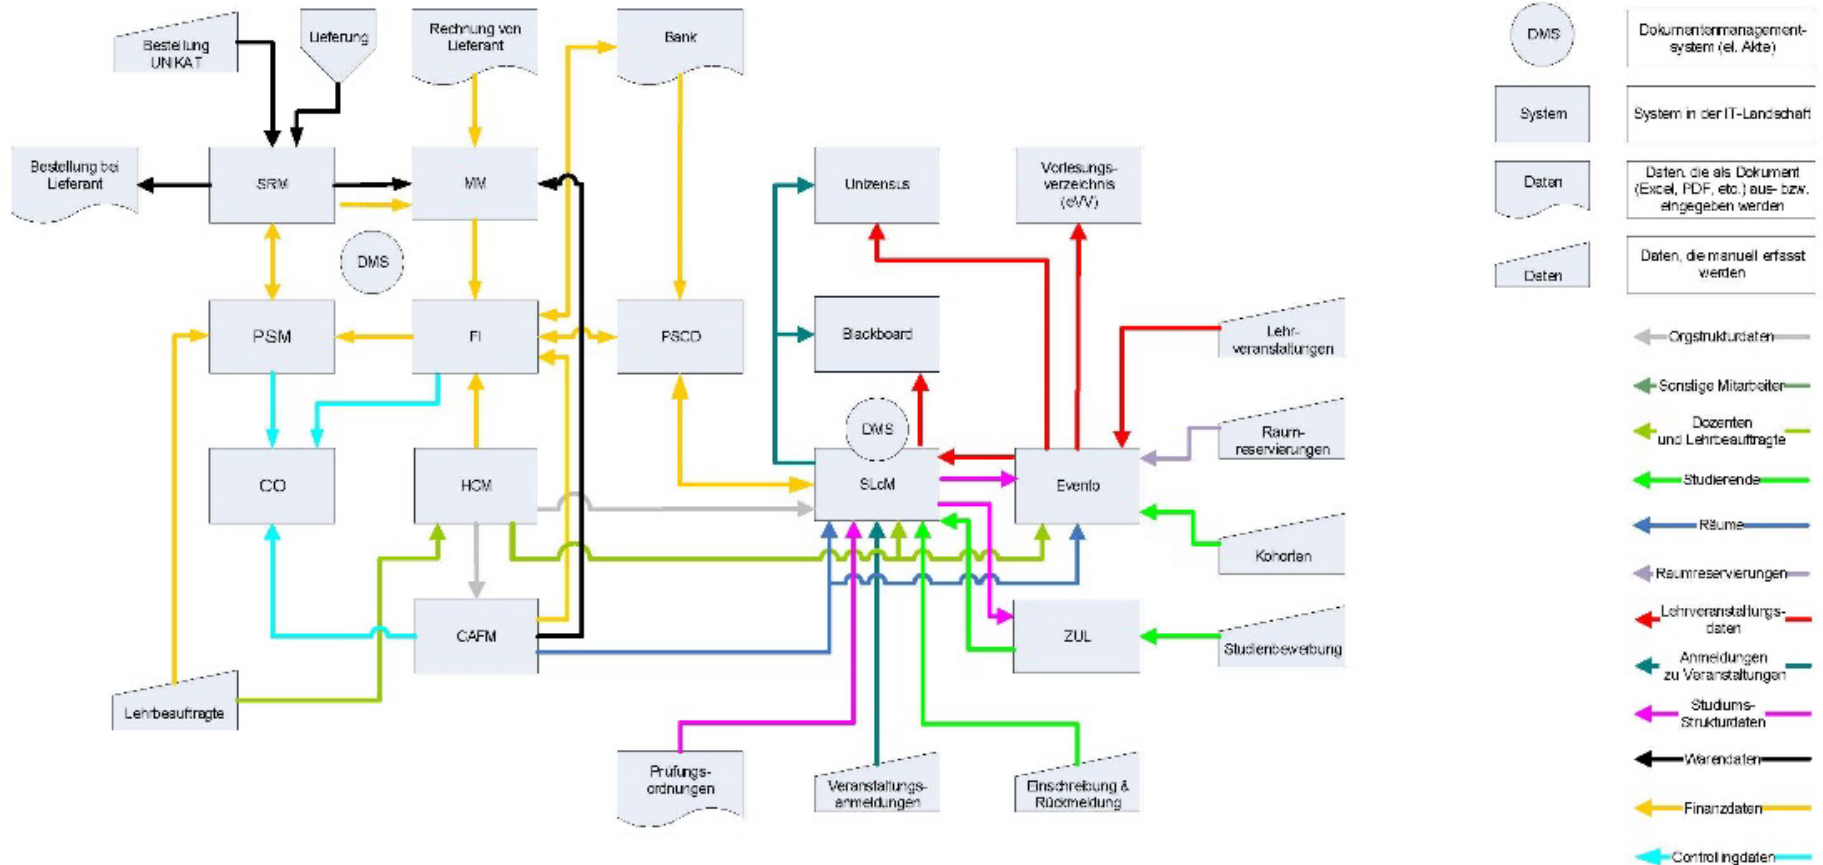 Bestellung
UNIKAT
Lieferung
Rechnung von
Lieferant
Bank
Bestellung bei
Lieferant
SRM
MM
Unizensus
Vorlesungs-
verzeichnis
(eVV)
DMS
PSM
FI
PSCD
Blackboard
Lehr-
veranstaltungen
DMS
CO
HCM
SLcM
Evento
Raum-
reservierungen
Kohorten
CAFM
ZUL
Studienbewerbung
Lehrbeauftragte
Prüfungs-
ordnungen
Veranstaltungs-
anmeldungen
Einschreibung &
Rückmeldung
DMS
Dokumentenmanagement-
system (el. Akte)
System
System in der IT-Landschaft
Daten
Daten, die als Dokument
(Excel, PDF, etc.) aus- bzw.
eingegeben werden
Daten
Daten, die manuell erfasst
werden
Orgstrukturdaten
Sonstige Mitarbeiter
Dozenten
und Lehrbeauftragte
Studierende
Räume
Raumreservierungen
Lehrveranstaltungs-
daten
Anmeldungen
zu Veranstaltungen
Studiums-
Strukturdaten
Warendaten
Finanzdaten
Controllingdaten